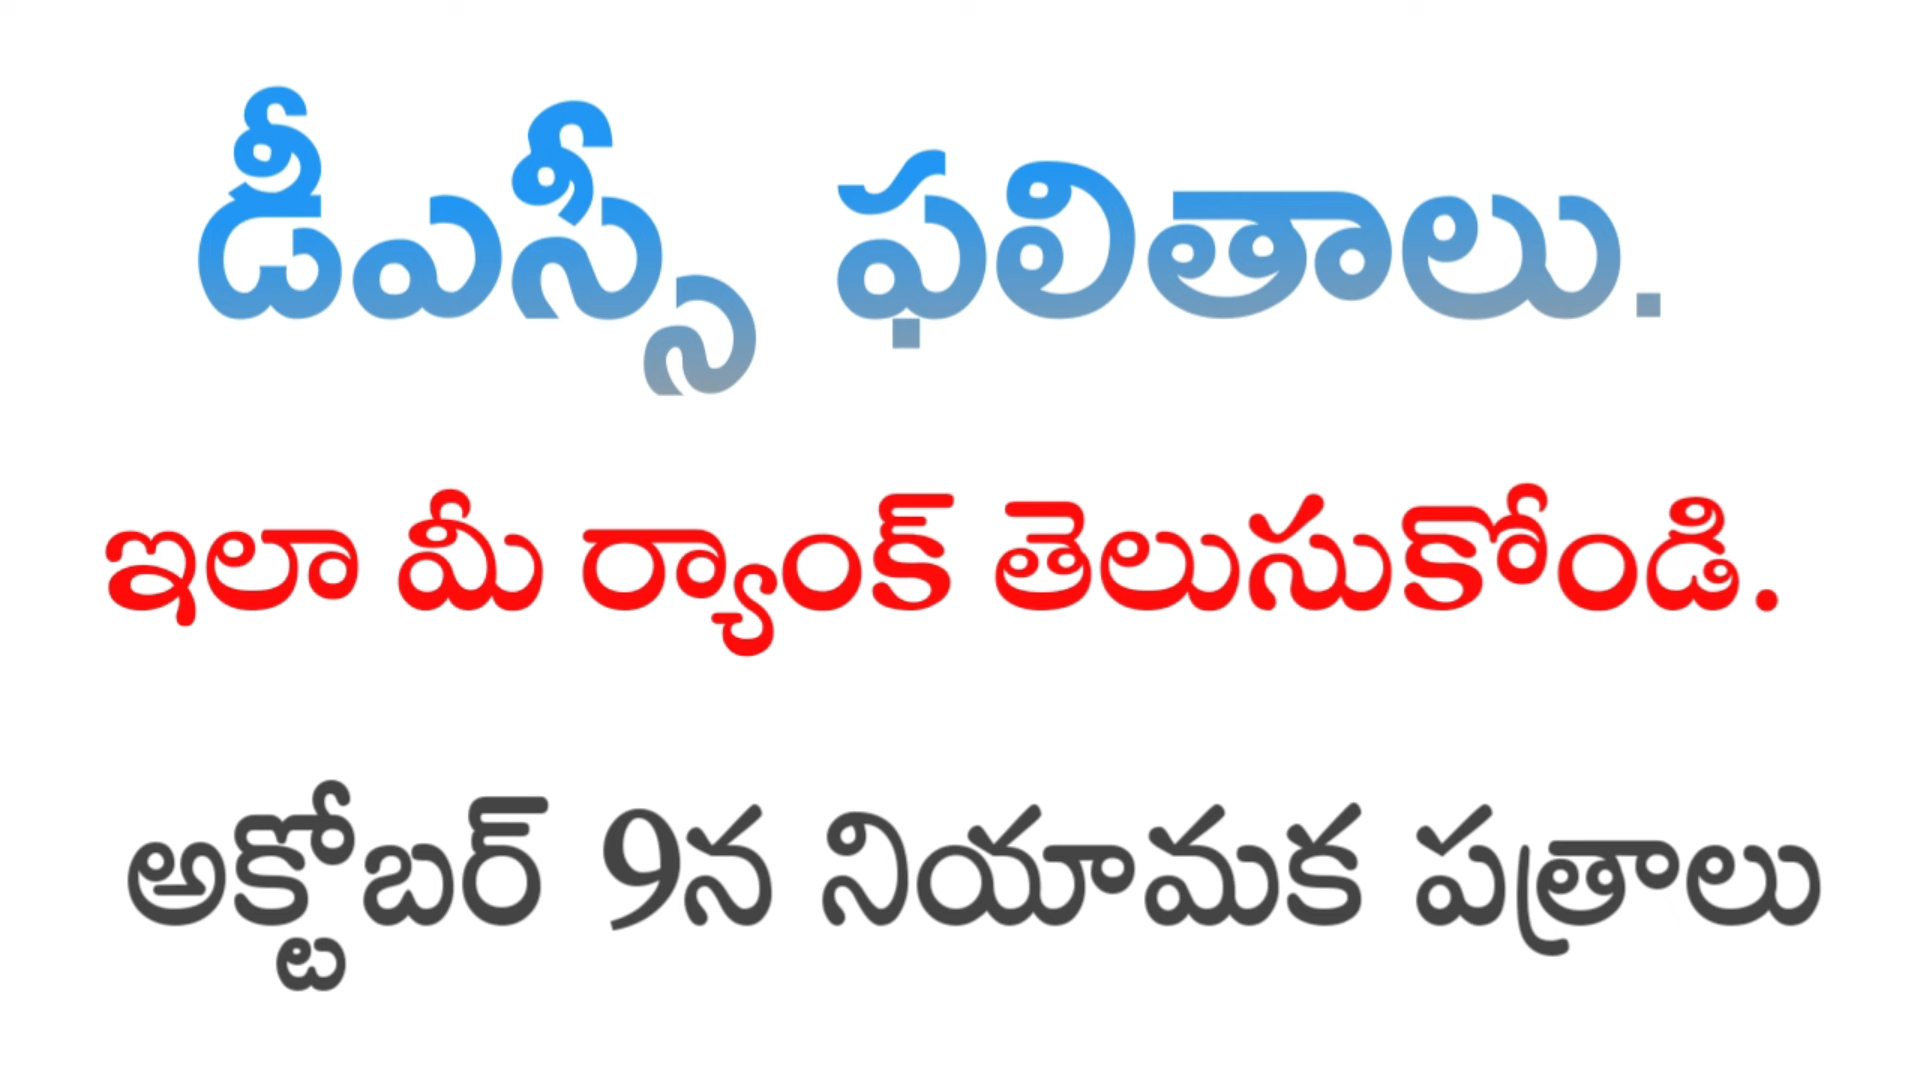 డీఎస్సీ ఫలితాలు.
ఇలా మీ ర్యాంక్ తెలుసుకోండి.
అక్టోబర్ 9న నియామక పత్రాలు